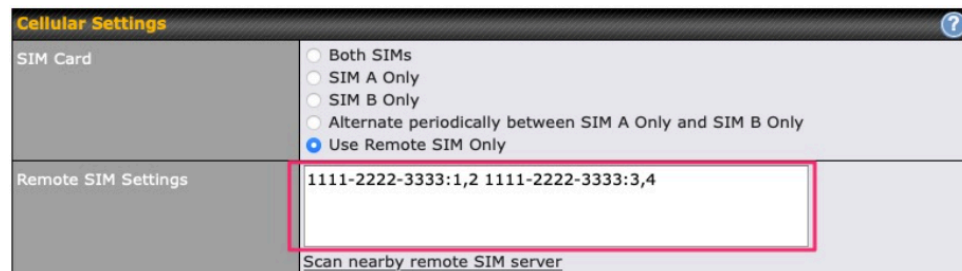 Cellular Settings
?
SIM Card
Both SIMs
SIM A Only
SIM B Only
Alternate periodically between SIM A Only and SIM B Only
Use Remote SIM Only
Remote SIM Settings
1111-2222-3333:1,2 1111-2222-3333:3,4
Scan nearby remote SIM server